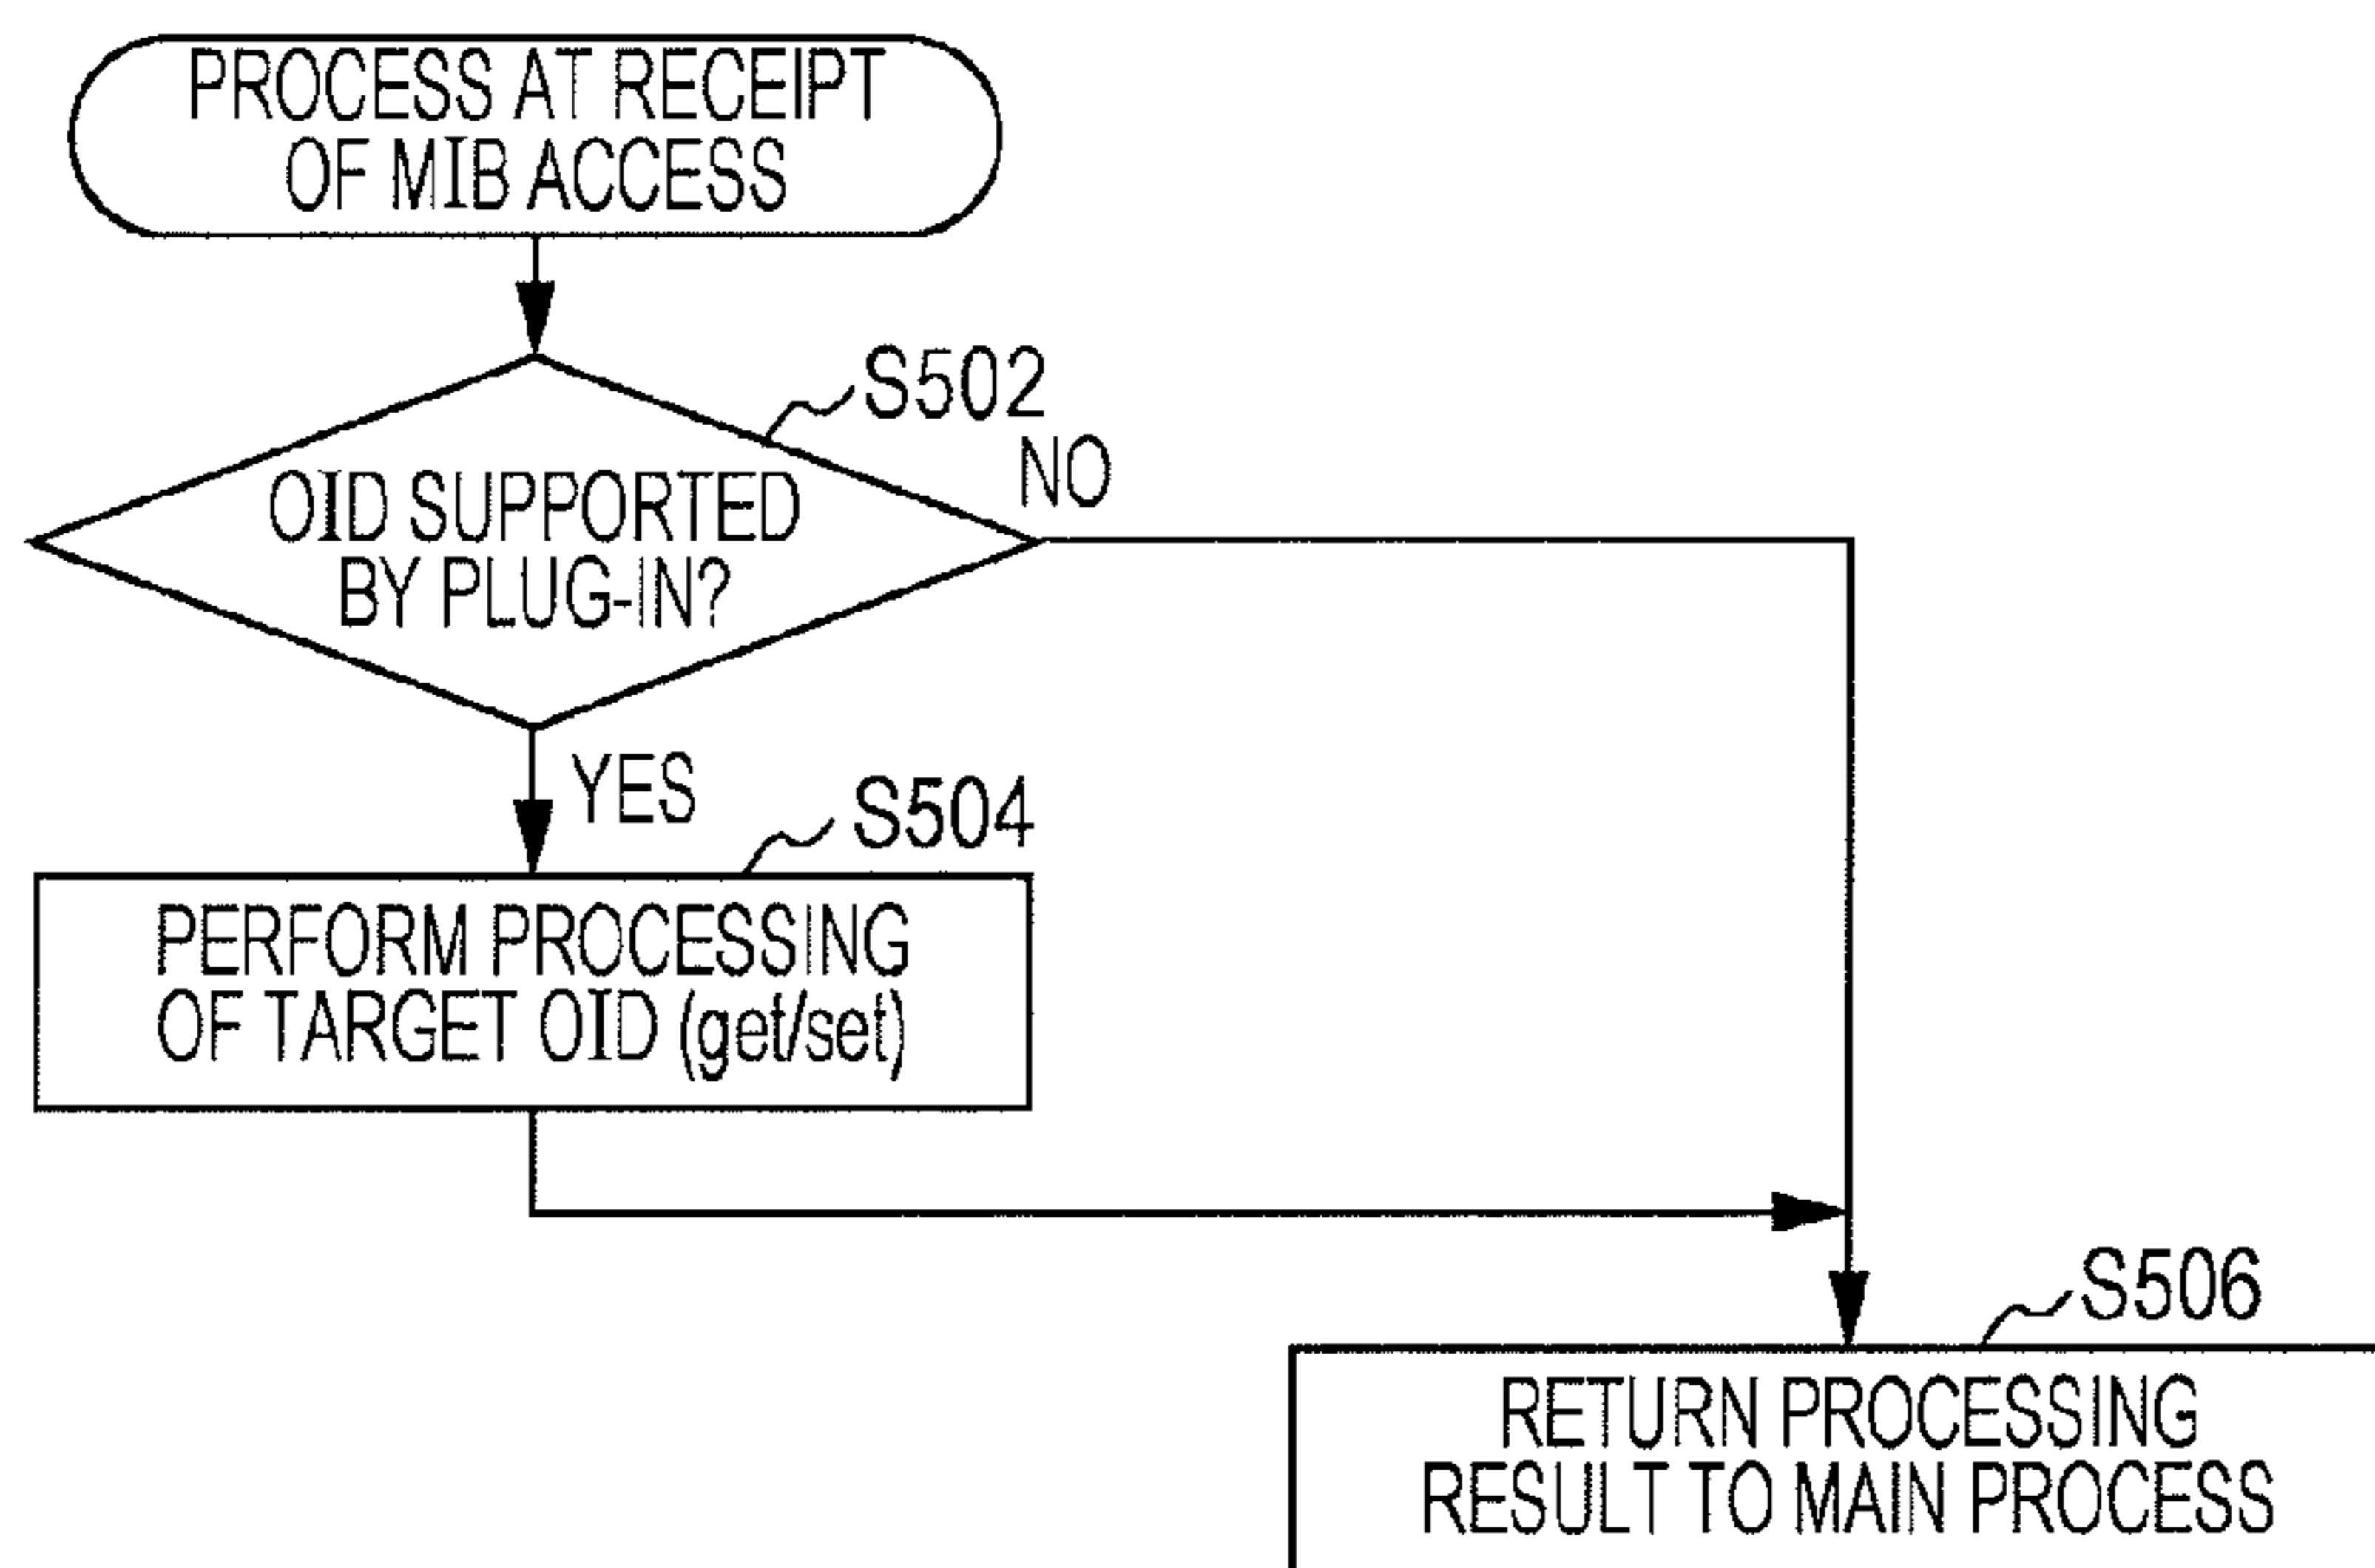 PROCESS AT RECEIPT
OF MIB ACCESS
S502
NO
OID SUPPORTED
BY PLUG-IN?
YES
S504
PERFORM PROCESSING
OF TARGET OID (get/set)
S506
RETURN PROCESSING
RESULT TO MAIN PROCESS